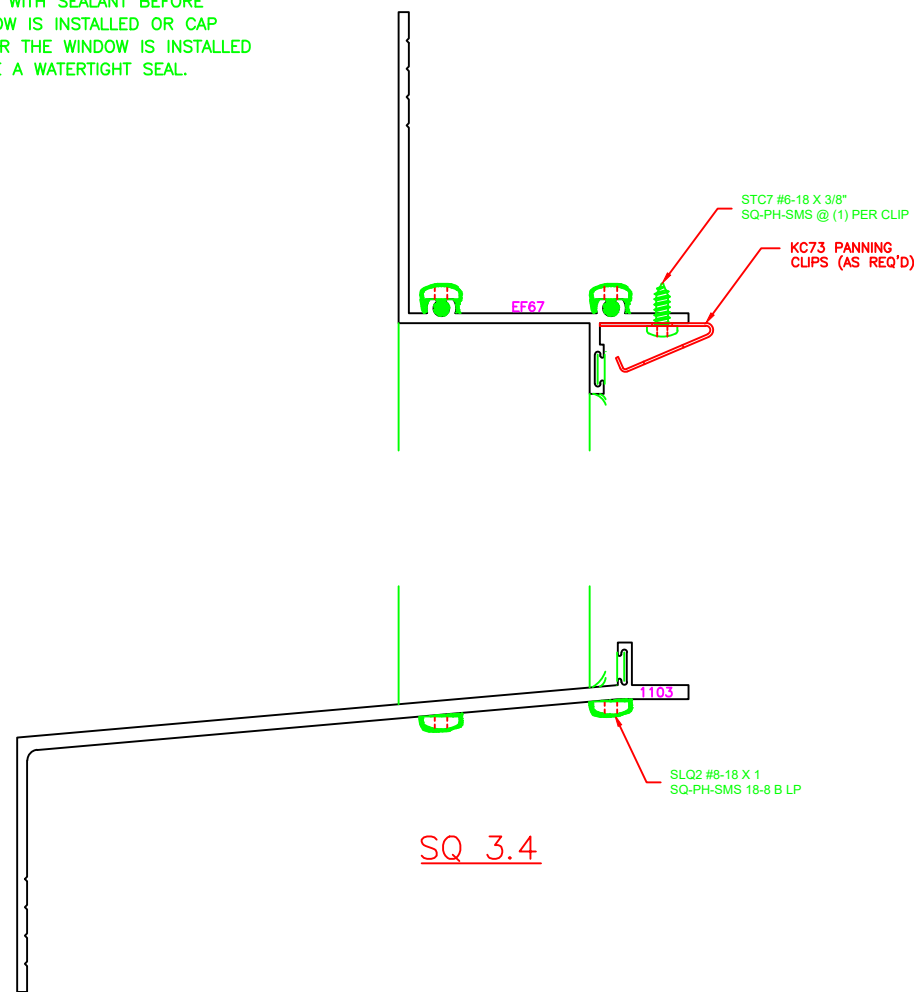 WITH SEALANT BEFORE
OW IS INSTALLED OR CAP
R THE WINDOW IS INSTALLED
E A WATERTIGHT SEAL.
STC7 #6-18 X 3/8"
SQ-PH-SMS @ (1) PER CLIP
KC73 PANNING
CLIPS (AS REQ'D)
EF67
1103
SLQ2 #8-18 X 1
SQ-PH-SMS 18-8 B LP
SQ 3.4